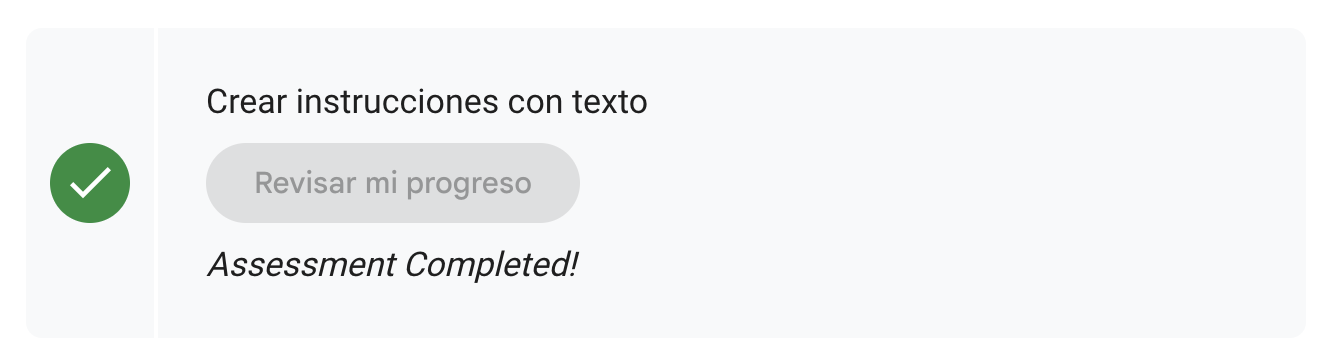 Crear instrucciones con texto
Revisar mi progreso
Assessment Completed!